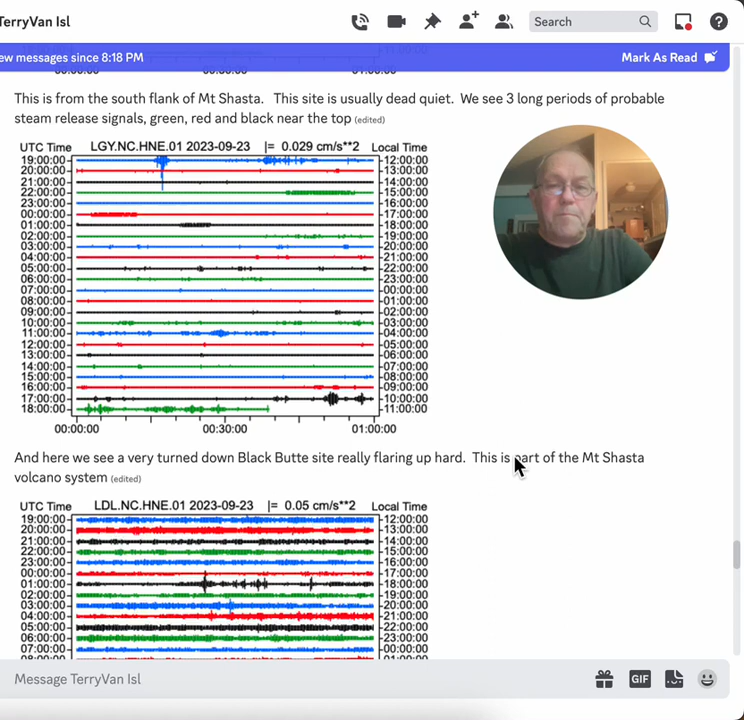 TerryVan Isl
Search
ew messages since 8:18 PM
Mark As Read
This is from the south flank of Mt Shasta. This site is usually dead quiet. We see 3 long periods of probable
steam release signals, green, red and black near the top (edited)
UTC Time LGY.NC.HNE.01 2023-09-23 |= 0.029 cm/s**2 Local Time
19:00:00 12:00:00
20:00:00 13:00:00
21:00:00 14:00:00
22:00:00 15:00:00
23:00:00 16:00:00
00:00:00 17:00:00
01:00:00 18:00:00
02:00:00 19:00:00
03:00:00 20:00:00
04:00:00 21:00:00
05:00:00 22:00:00
06:00:00 23:00:00
07:00:00 00:00:00
08:00:00 01:00:00
09:00:00 02:00:00
10:00:00 03:00:00
11:00:00 04:00:00
12:00:00 05:00:00
13:00:00 06:00:00
14:00:00 07:00:00
15:00:00 08:00:00
16:00:00 09:00:00
17:00:00 10:00:00
18:00:00 11:00:00
00:00:00 00:30:00 01:00:00
And here we see a very turned down Black Butte site really flaring up hard. This is part of the Mt Shasta
volcano system (edited)
UTC Time LDL.NC.HNE.01 2023-09-23 |= 0.05 cm/s**2 Local Time
19:00:00 12:00:00
20:00:00 13:00:00
21:00:00 14:00:00
22:00:00 15:00:00
23:00:00 16:00:00
00:00:00 17:00:00
01:00:00 18:00:00
02:00:00 19:00:00
03:00:00 20:00:00
04:00:00 21:00:00
05:00:00 22:00:00
06:00:00 23:00:00
07:00:00 00:00:00
Message TerryVan Isl
GIF